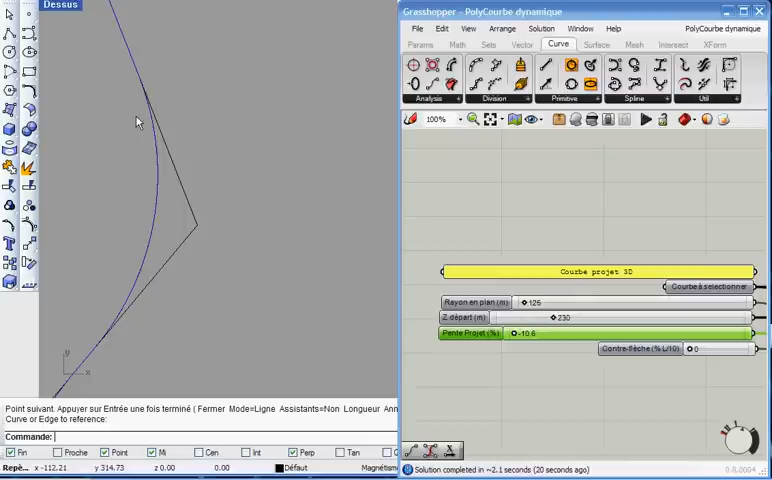 Dessus
Grasshopper - PolyCourbe dynamique
File Edit View Arrange Solution Window Help
PolyCourbe dynamique
Params Math Sets Vector Curve Surface Mesh Intersect XForm
Analysis Division Primitive Spline Util
100%
Courbe projet 3D
Courbe à selectionner
Rayon en plan (m) 125
Z départ (m) 230
Pente Projet (%) -10.6
Contre-flèche (% L/10) 0
y
x
Point suivant. Appuyer sur Entrée une fois terminé ( Fermer Mode=Ligne Assistants=Non Longueur Ann
Curve or Edge to reference:
Commande:
Fin Proche Point Mi Cen Int Perp Tan
Repè... x -112.21 y 314.73 z 0.00 0.00 Défaut Magnétism
Solution completed in ~2.1 seconds (20 seconds ago)
0.8.0004